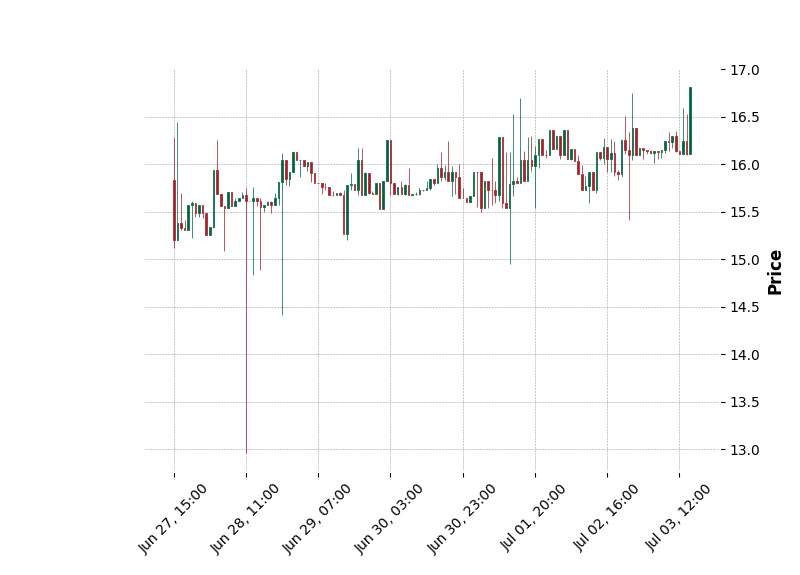 17.0
16.5
16.0
15.5
15.0
14.5
14.0
13.5
13.0
Price
Jun 27, 15:00
Jun 28, 11:00
Jun 29, 07:00
Jun 30, 03:00
Jun 30, 23:00
Jul 01, 20:00
Jul 02, 16:00
Jul 03, 12:00